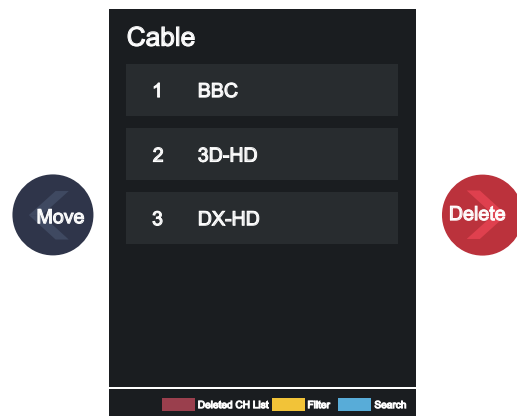 Cable
1 BBC
2 3D-HD
3 DX-HD
Move
Delete
Deleted CH List Filter Search